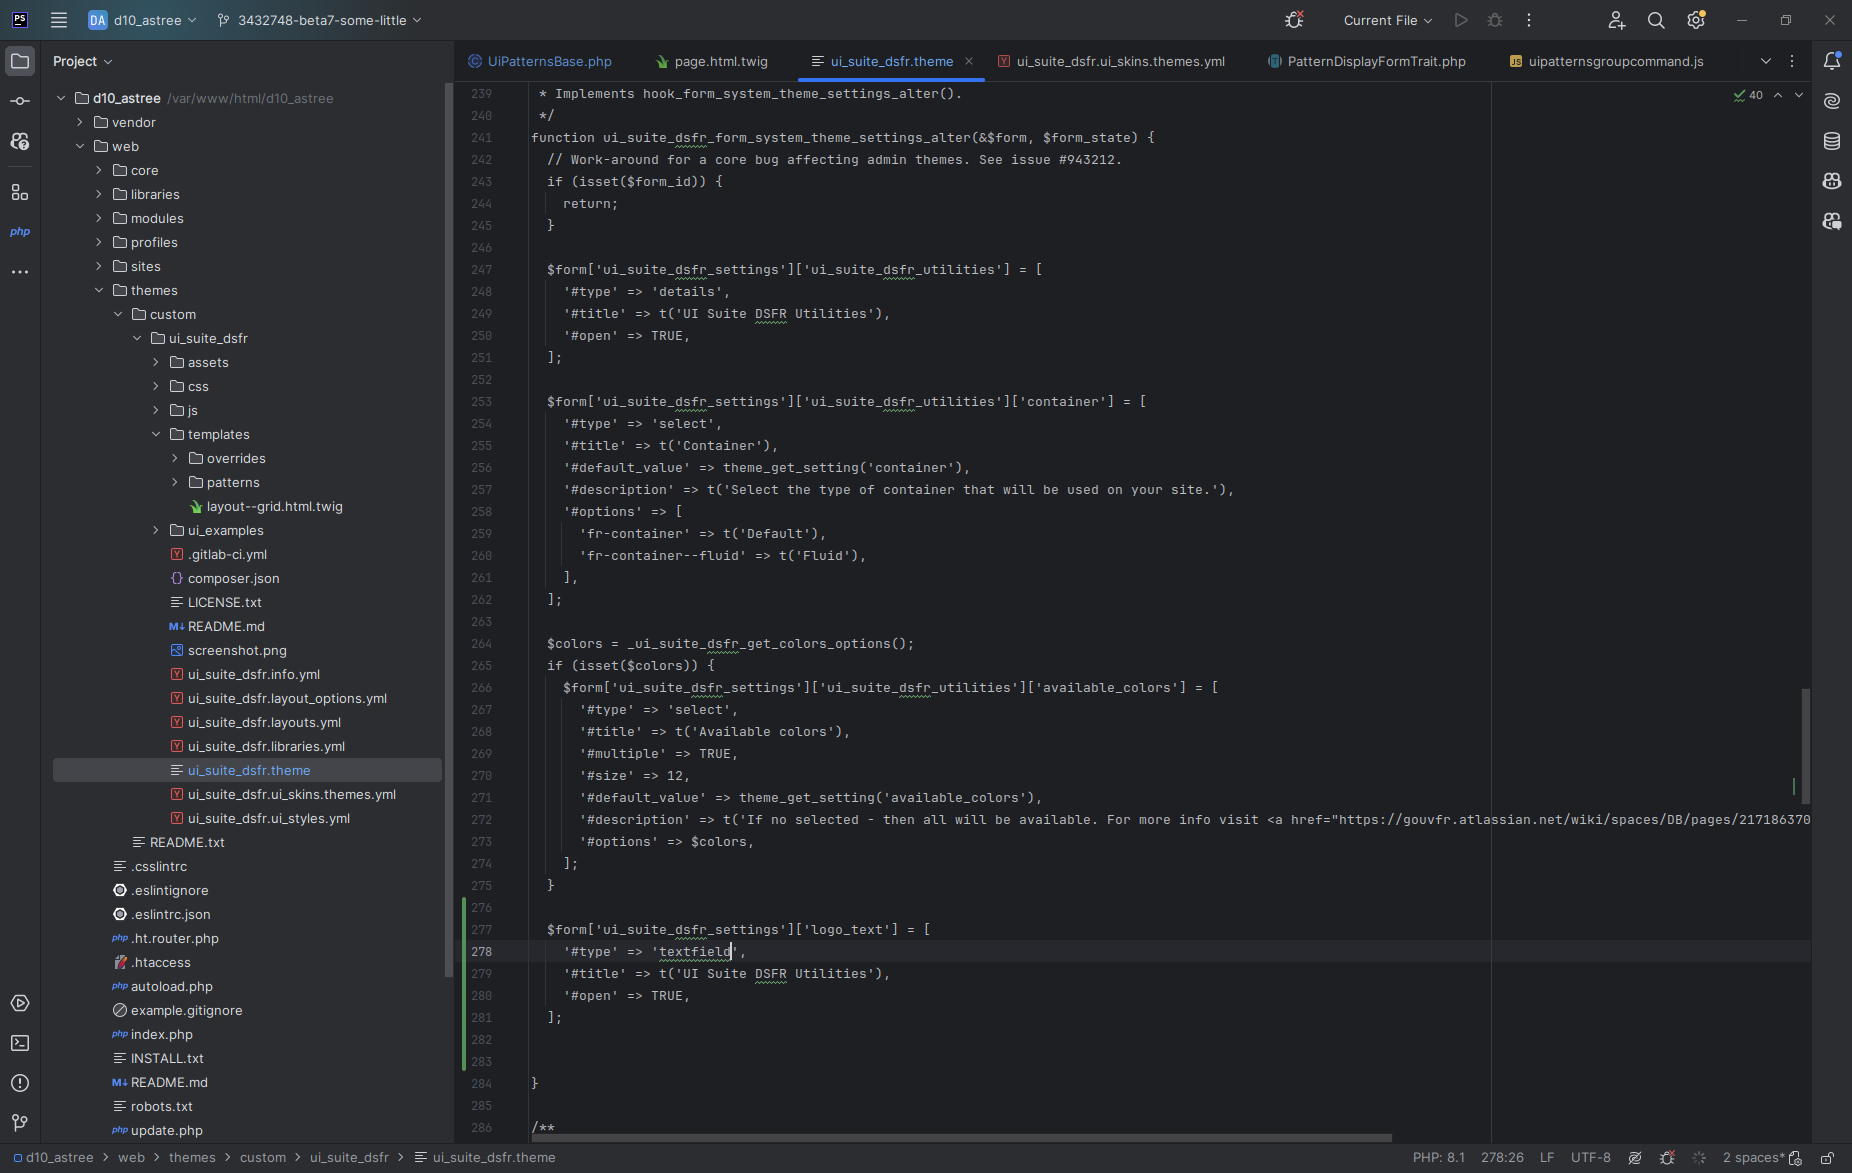 PS DA d10_astree 3432748-beta7-some-little Current File
Project
UiPatternsBase.php page.html.twig ui_suite_dsfr.theme ui_suite_dsfr.ui_skins.themes.yml PatternDisplayFormTrait.php JS uipatternsgroupcommand.js
d10_astree /var/www/html/d10_astree
vendor
web
core
libraries
modules
profiles
sites
themes
custom
ui_suite_dsfr
assets
css
js
templates
overrides
patterns
layout--grid.html.twig
ui_examples
Y .gitlab-ci.yml
{} composer.json
LICENSE.txt
M↓ README.md
screenshot.png
Y ui_suite_dsfr.info.yml
Y ui_suite_dsfr.layout_options.yml
Y ui_suite_dsfr.layouts.yml
Y ui_suite_dsfr.libraries.yml
ui_suite_dsfr.theme
Y ui_suite_dsfr.ui_skins.themes.yml
Y ui_suite_dsfr.ui_styles.yml
README.txt
.csslintrc
.eslintignore
.eslintrc.json
php .ht.router.php
.htaccess
php autoload.php
example.gitignore
php index.php
INSTALL.txt
M↓ README.md
robots.txt
php update.php
php
40
239 * Implements hook_form_system_theme_settings_alter().
240 */
241 function ui_suite_dsfr_form_system_theme_settings_alter(&$form, $form_state) {
242 // Work-around for a core bug affecting admin themes. See issue #943212.
243 if (isset($form_id)) {
244 return;
245 }
246
247 $form['ui_suite_dsfr_settings']['ui_suite_dsfr_utilities'] = [
248 '#type' => 'details',
249 '#title' => t('UI Suite DSFR Utilities'),
250 '#open' => TRUE,
251 ];
252
253 $form['ui_suite_dsfr_settings']['ui_suite_dsfr_utilities']['container'] = [
254 '#type' => 'select',
255 '#title' => t('Container'),
256 '#default_value' => theme_get_setting('container'),
257 '#description' => t('Select the type of container that will be used on your site.'),
258 '#options' => [
259 'fr-container' => t('Default'),
260 'fr-container--fluid' => t('Fluid'),
261 ],
262 ];
263
264 $colors = _ui_suite_dsfr_get_colors_options();
265 if (isset($colors)) {
266 $form['ui_suite_dsfr_settings']['ui_suite_dsfr_utilities']['available_colors'] = [
267 '#type' => 'select',
268 '#title' => t('Available colors'),
269 '#multiple' => TRUE,
270 '#size' => 12,
271 '#default_value' => theme_get_setting('available_colors'),
272 '#description' => t('If no selected - then all will be available. For more info visit <a href="https://gouvfr.atlassian.net/wiki/spaces/DB/pages/217186370
273 '#options' => $colors,
274 ];
275 }
276
277 $form['ui_suite_dsfr_settings']['logo_text'] = [
278 '#type' => 'textfield',
279 '#title' => t('UI Suite DSFR Utilities'),
280 '#open' => TRUE,
281 ];
282
283
284 }
285
286 /**
d10_astree > web > themes > custom > ui_suite_dsfr > ui_suite_dsfr.theme PHP: 8.1 278:26 LF UTF-8 2 spaces*